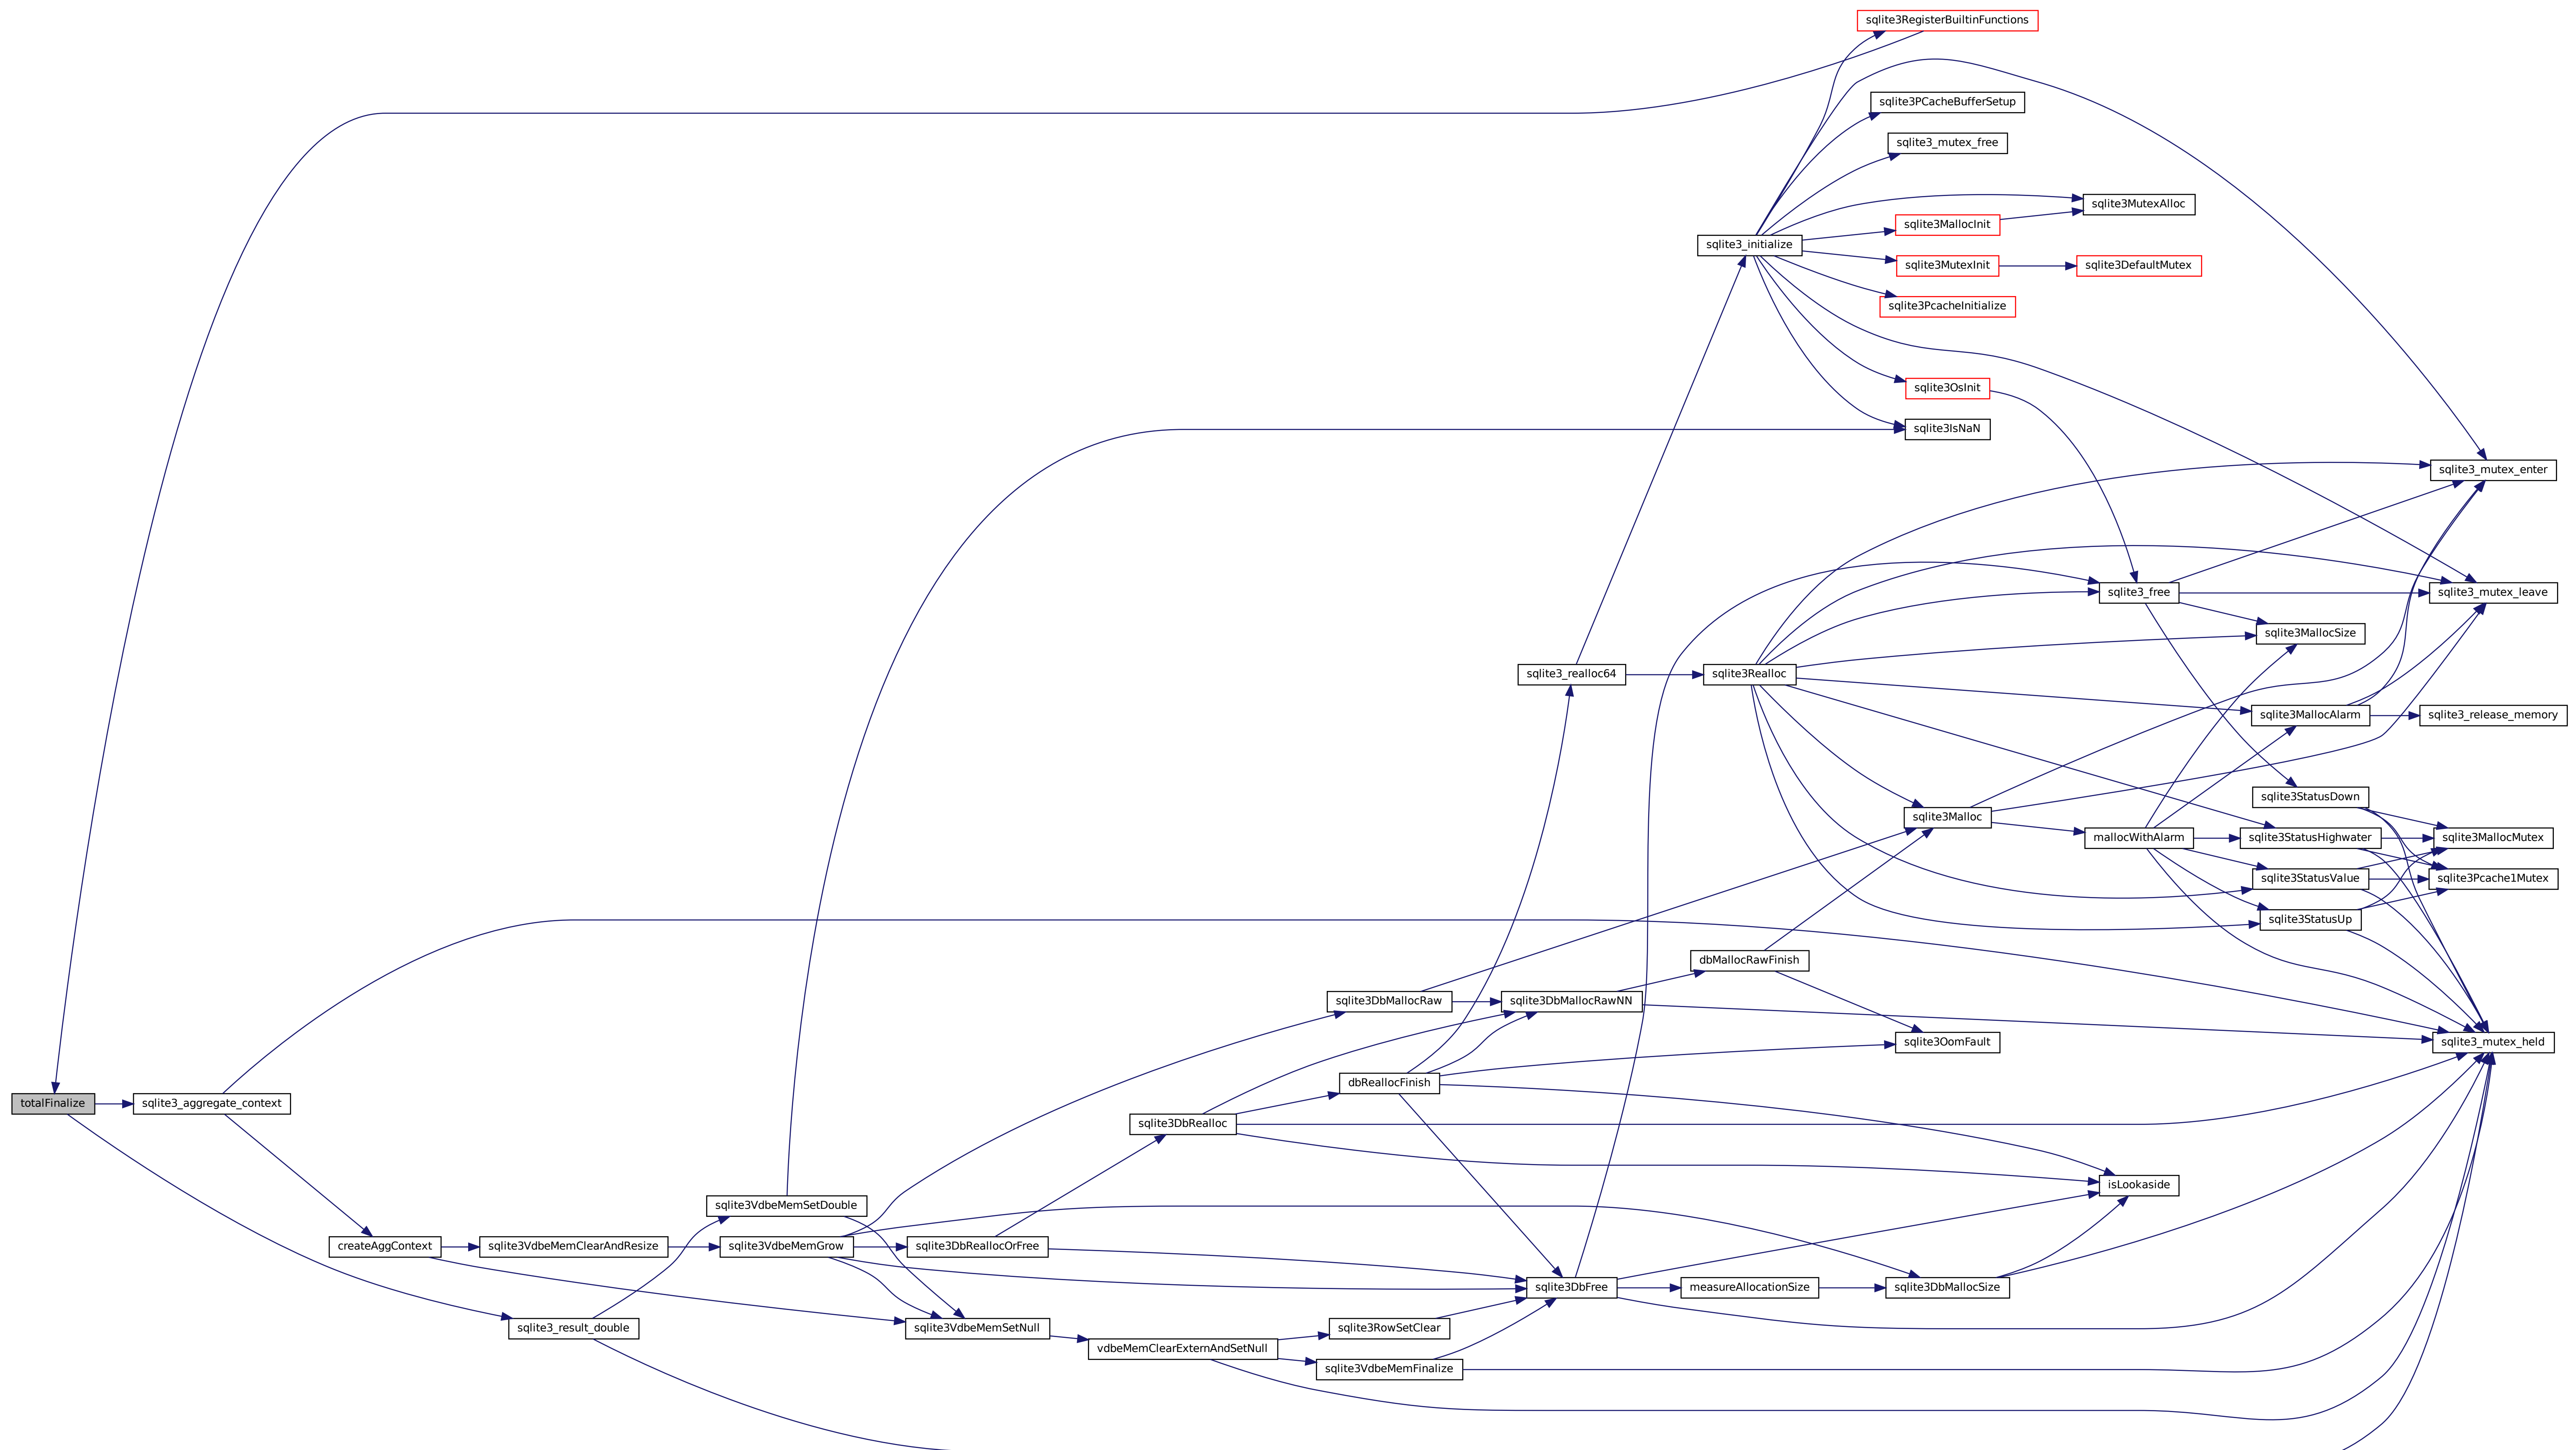 sqlite3RegisterBuiltinFunctions
sqlite3PCacheBufferSetup
sqlite3_mutex_free
sqlite3MutexAlloc
sqlite3MallocInit
sqlite3_initialize
sqlite3MutexInit
sqlite3DefaultMutex
sqlite3PcacheInitialize
sqlite3OsInit
sqlite3IsNaN
sqlite3_mutex_enter
sqlite3_free
sqlite3_mutex_leave
sqlite3MallocSize
sqlite3_realloc64
sqlite3Realloc
sqlite3MallocAlarm
sqlite3_release_memory
sqlite3StatusDown
sqlite3Malloc
mallocWithAlarm
sqlite3StatusHighwater
sqlite3MallocMutex
sqlite3StatusValue
sqlite3Pcache1Mutex
sqlite3StatusUp
dbMallocRawFinish
sqlite3DbMallocRaw
sqlite3DbMallocRawNN
sqlite3OomFault
sqlite3_mutex_held
dbReallocFinish
totalFinalize
sqlite3_aggregate_context
sqlite3DbRealloc
isLookaside
sqlite3VdbeMemSetDouble
createAggContext
sqlite3VdbeMemClearAndResize
sqlite3VdbeMemGrow
sqlite3DbReallocOrFree
sqlite3DbFree
measureAllocationSize
sqlite3DbMallocSize
sqlite3_result_double
sqlite3VdbeMemSetNull
sqlite3RowSetClear
vdbeMemClearExternAndSetNull
sqlite3VdbeMemFinalize